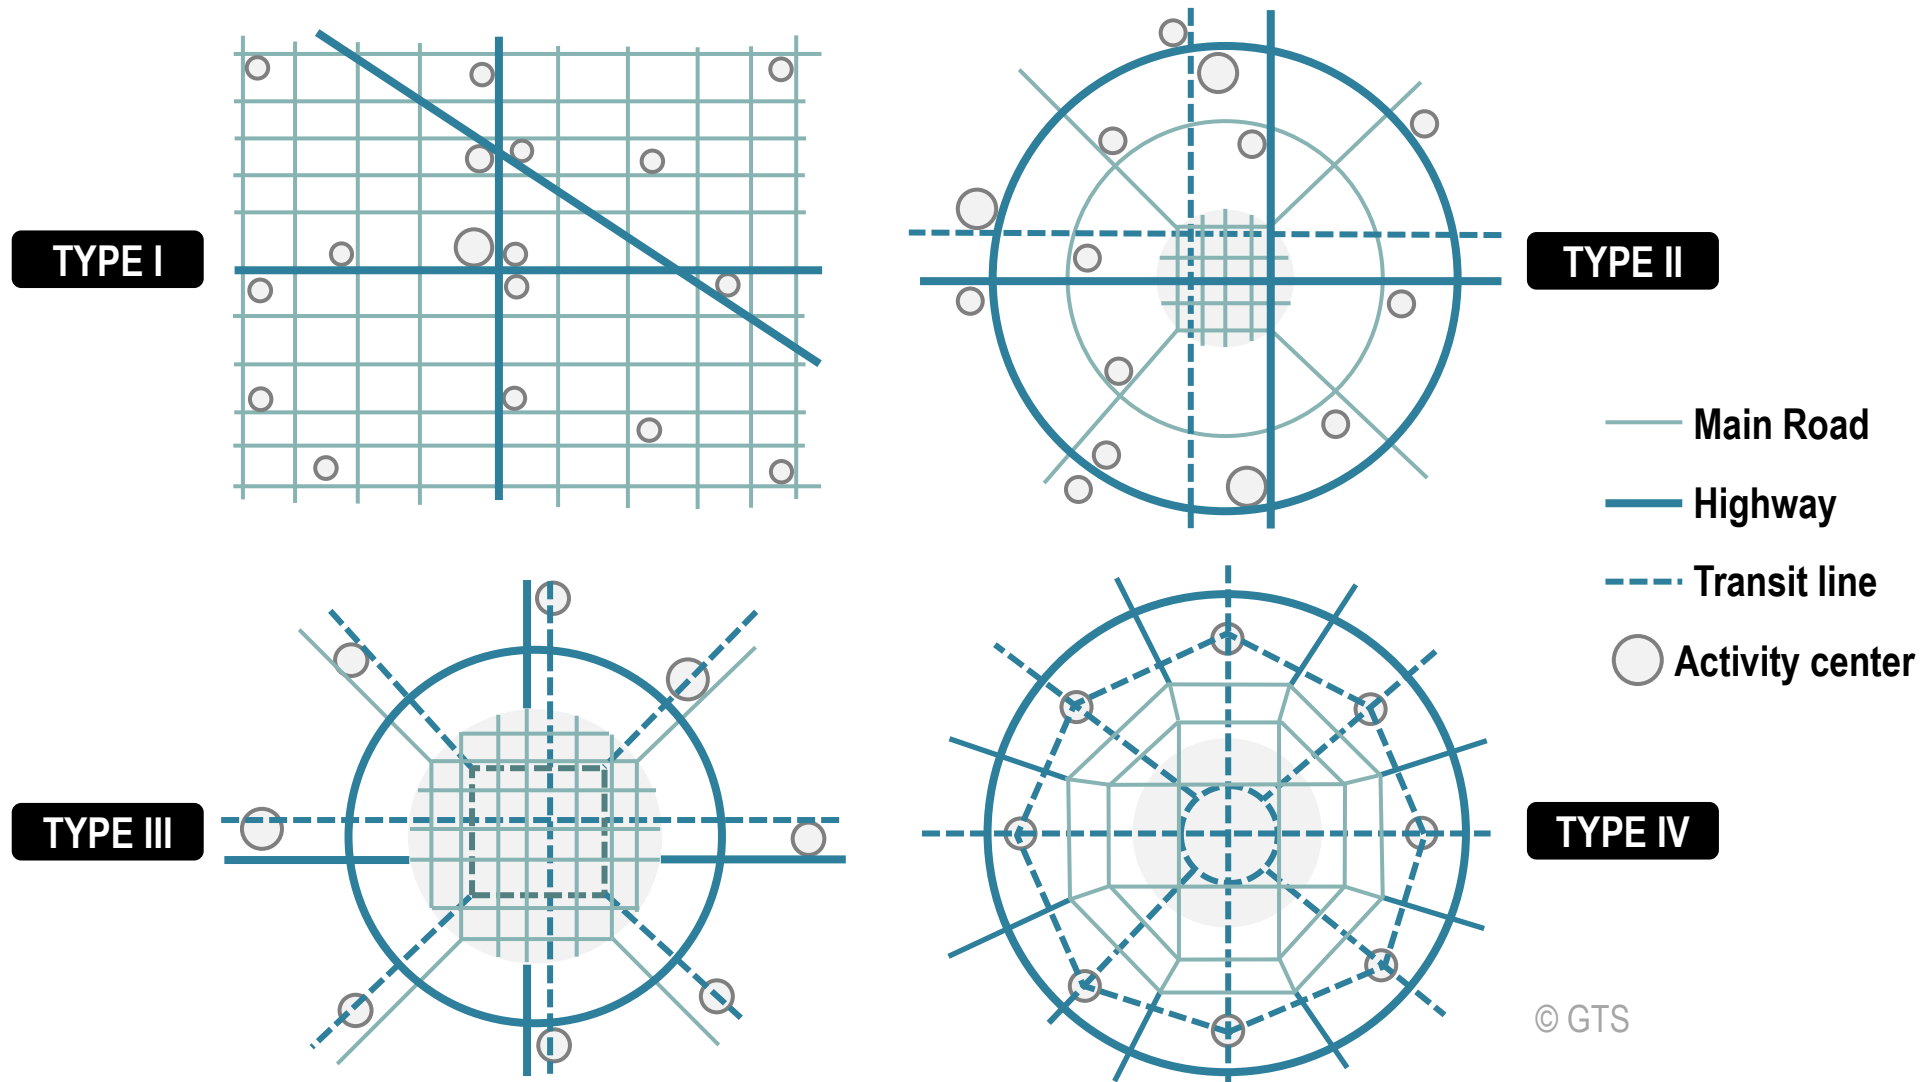 TYPE I
TYPE II
Main Road
Highway
Transit line
Activity center
TYPE III
TYPE IV
© GTS